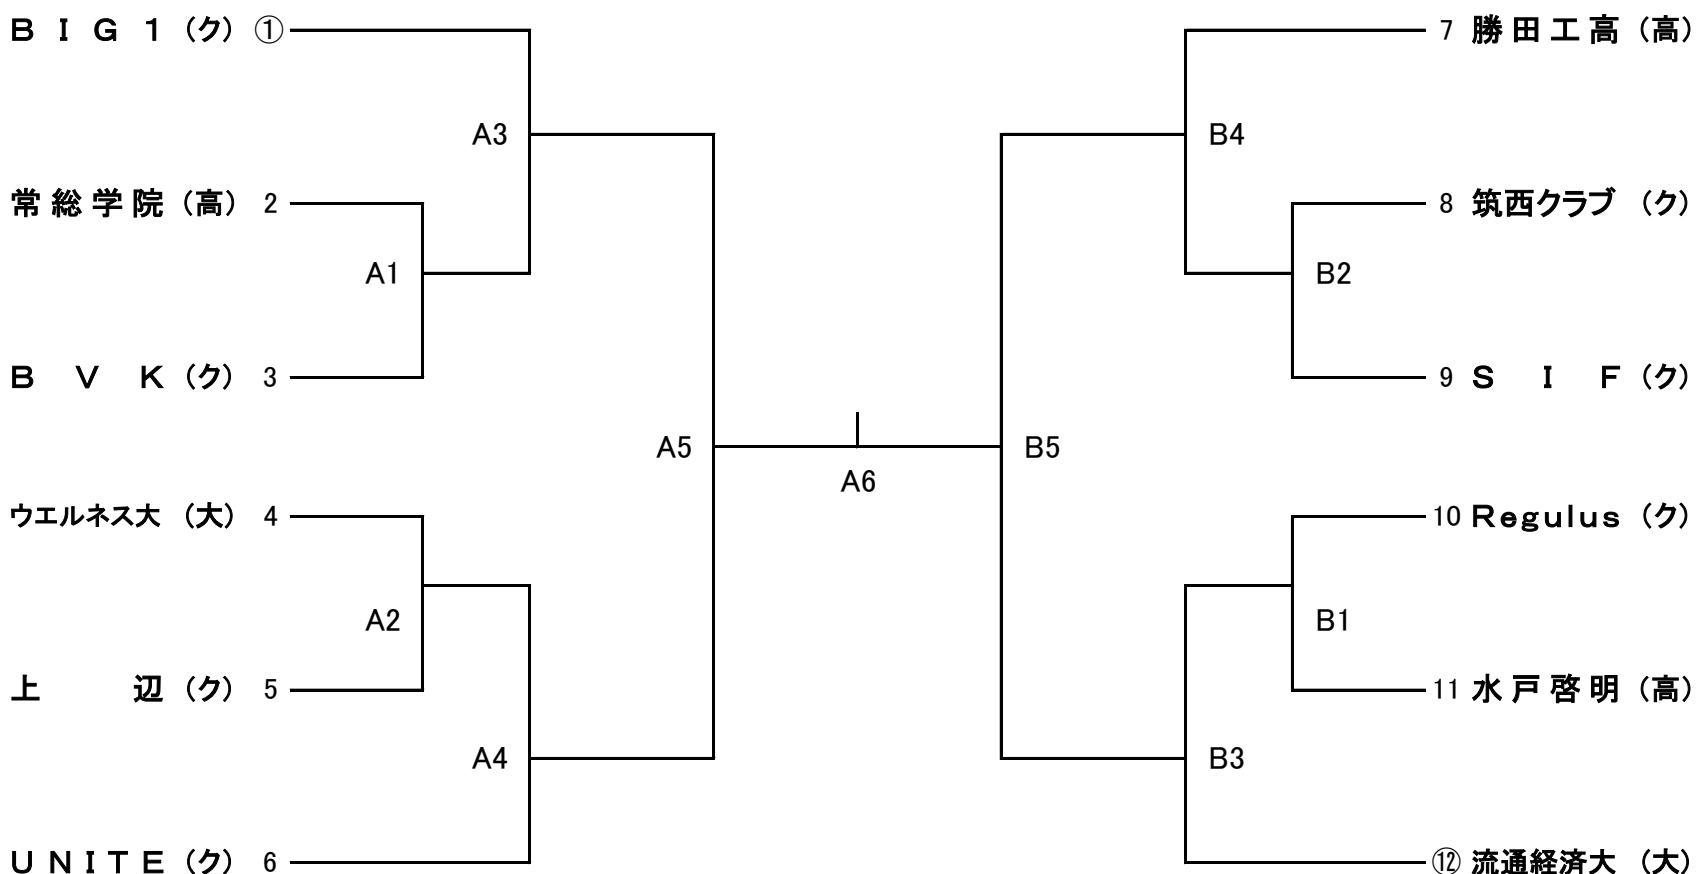 ＢＩＧ１（ク） ①
7 勝田工高（高）
A3
B4
常総学院（高） 2
8 筑西クラブ（ク）
A1
B2
ＢＶＫ（ク） 3
9 ＳＩＦ（ク）
A5
B5
A6
ウエルネス大（大） 4
10 Ｒｅｇｕｌｕｓ（ク）
A2
B1
上辺（ク） 5
11 水戸啓明（高）
A4
B3
ＵＮＩＴＥ（ク） 6
⑫ 流通経済大（大）